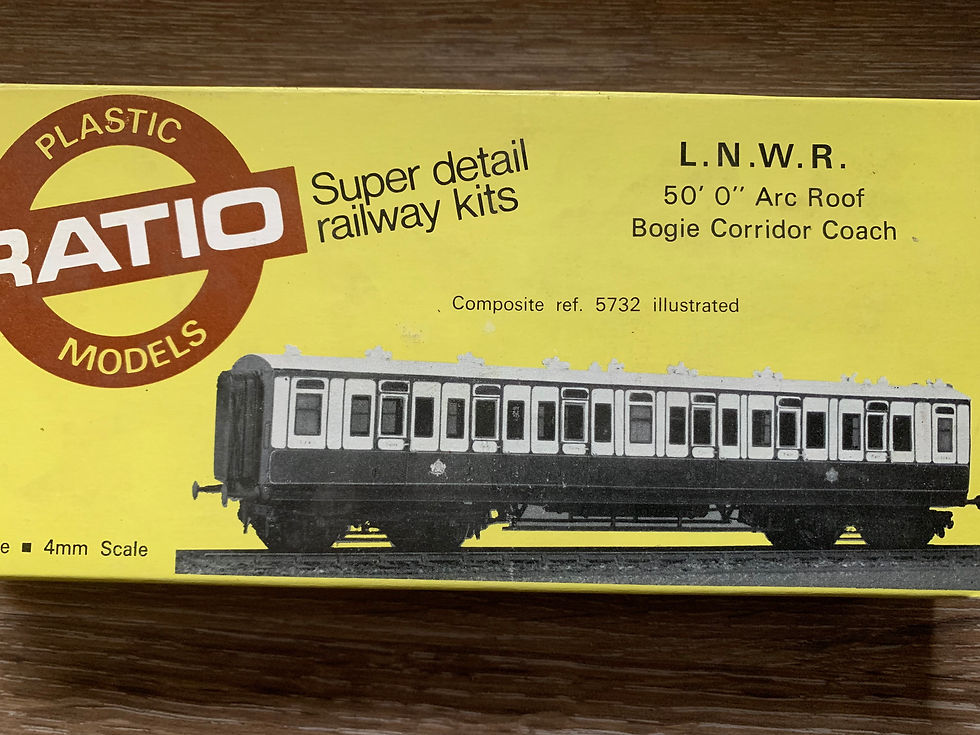 PLASTIC
RATIO
MODELS
Super detail
railway kits
L.N.W.R.
50' 0" Arc Roof
Bogie Corridor Coach
Composite ref. 5732 illustrated
e ▪ 4mm Scale